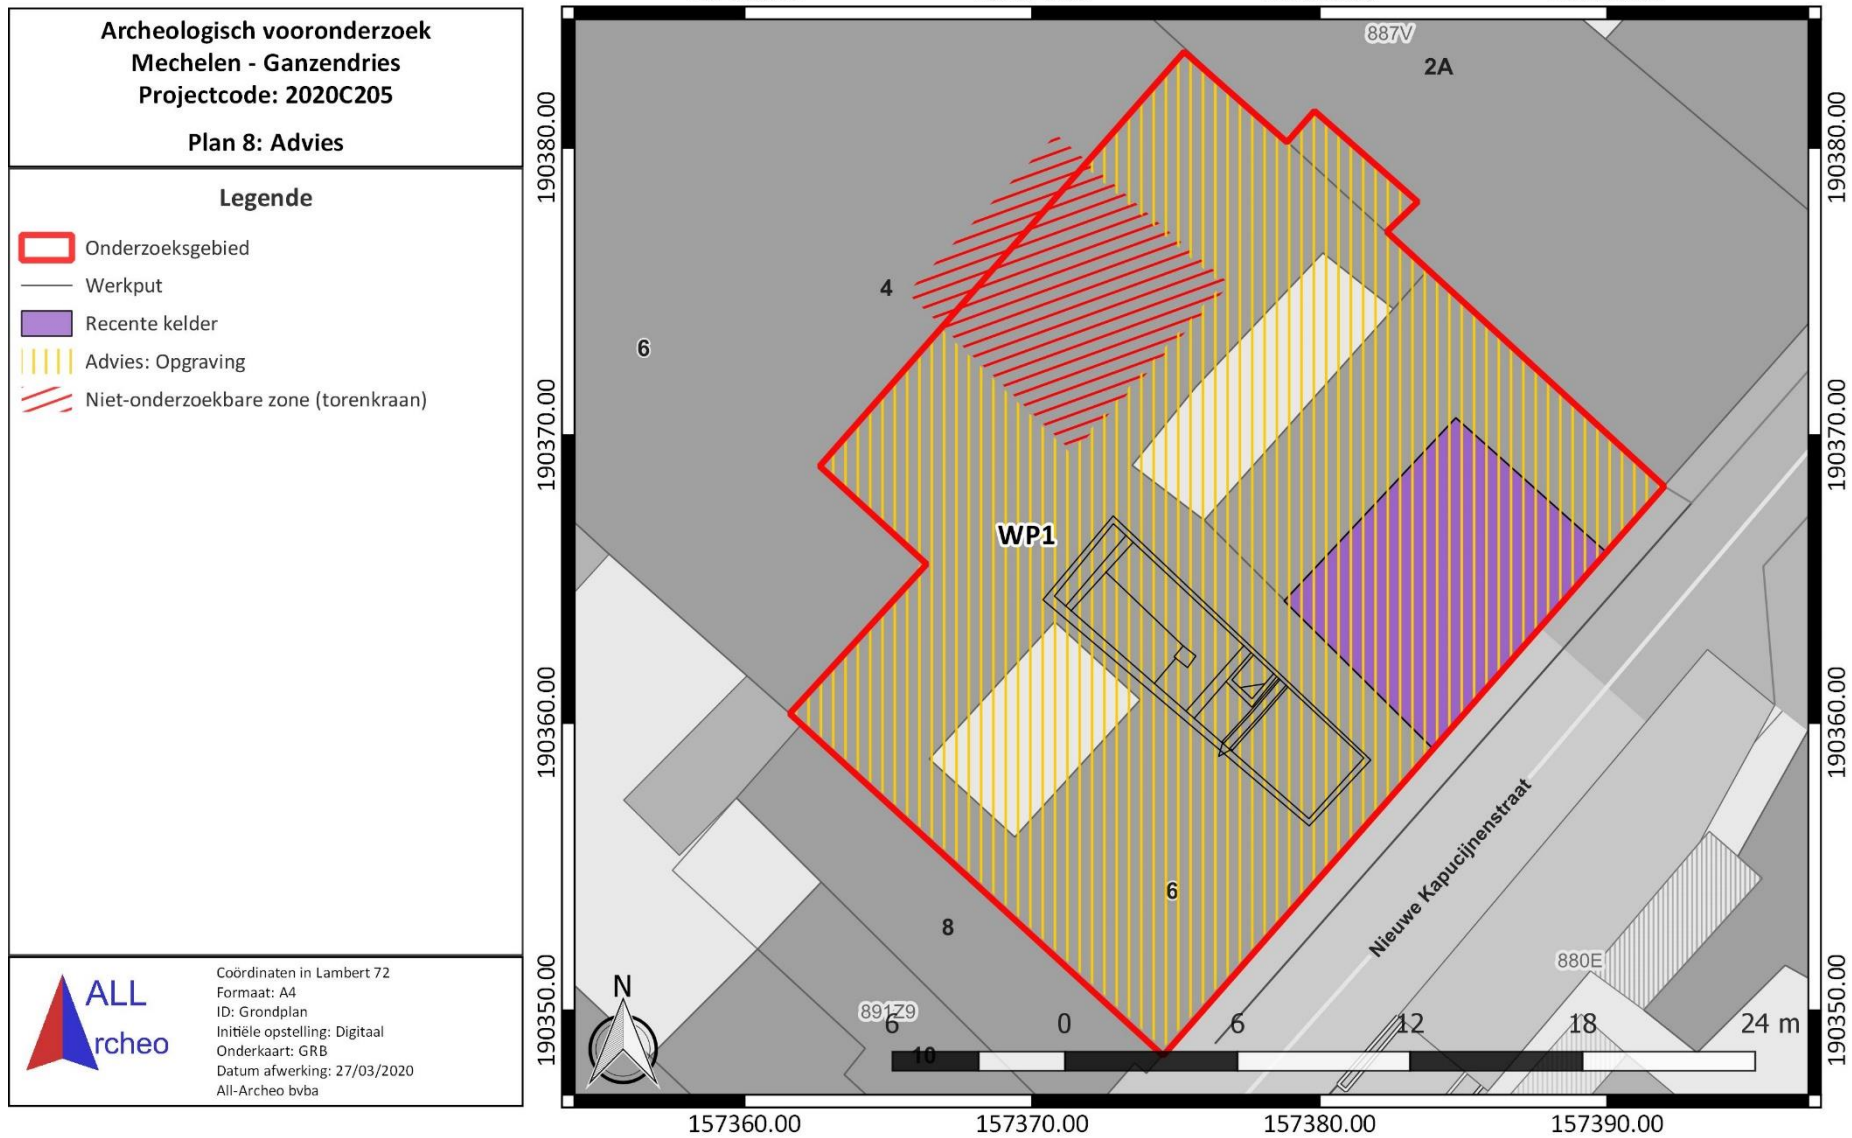 Archeologisch vooronderzoek
Mechelen - Ganzendries
Projectcode: 2020C205
Plan 8: Advies
Legende
Onderzoeksgebied
Werkput
Recente kelder
Advies: Opgraving
Niet-onderzoekbare zone (torenkraan)
ALL
rcheo
Coördinaten in Lambert 72
Formaat: A4
ID: Grondplan
Initiële opstelling: Digitaal
Onderkaart: GRB
Datum afwerking: 27/03/2020
All-Archeo bvba
887V
2A
190380.00
190380.00
4
6
190370.00
190370.00
WP1
190360.00
190360.00
Nieuwe Kapucijnenstraat
6
8
880E
190350.00
190350.00
N
891Z9
6 0 6 12 18 24 m
10
157360.00 157370.00 157380.00 157390.00